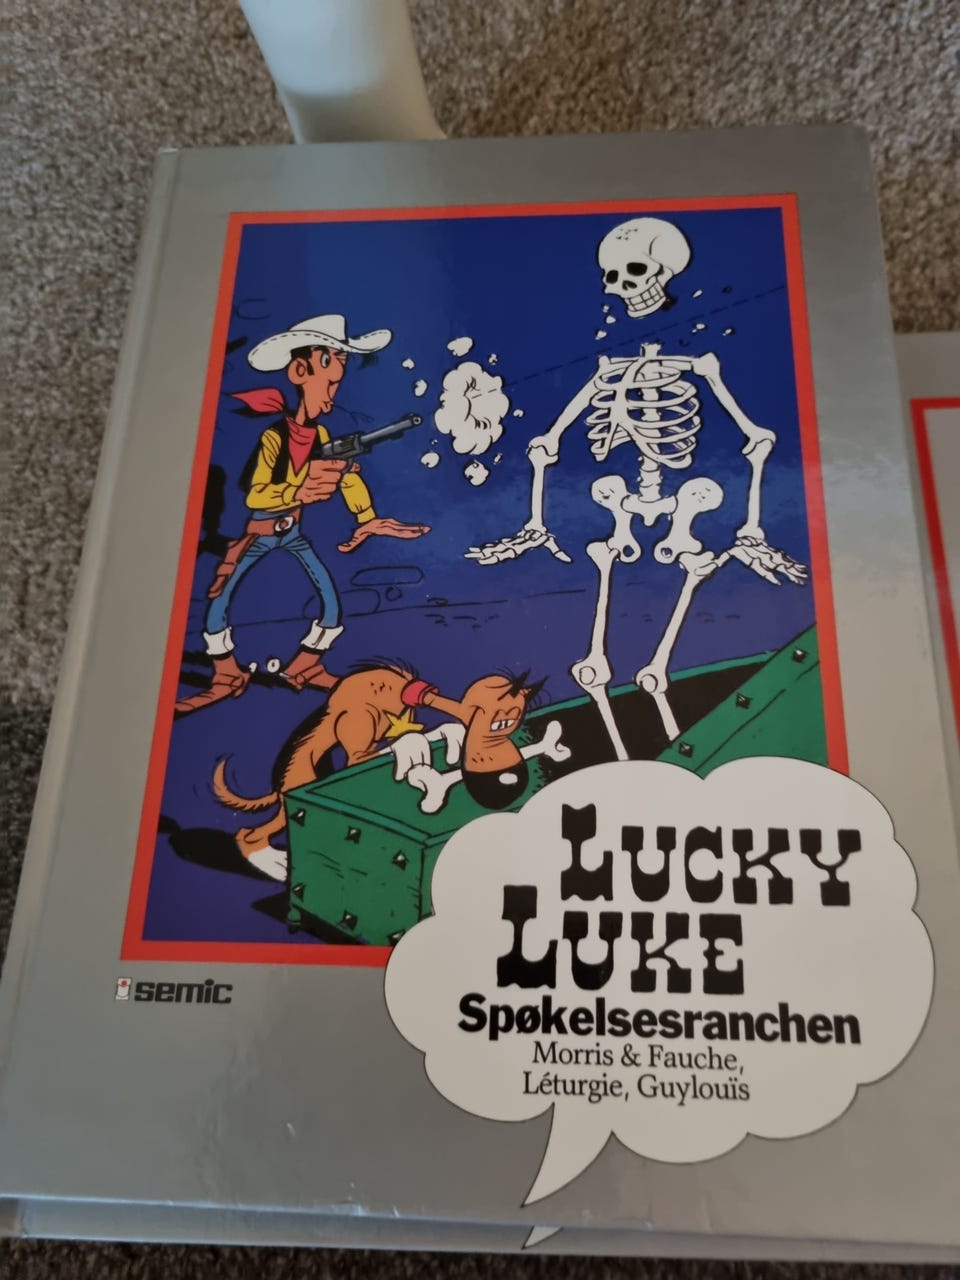 LUCKY
LUKE
Spøkelsesranchen
Morris & Fauche,
Léturgie, Guylouïs
semic